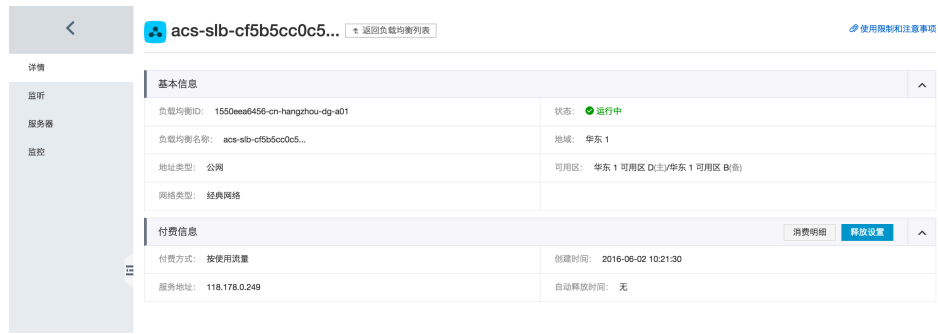 acs-slb-cf5b5cc0c5... 返回负载均衡列表 使用限制和注意事项
详情
监听
服务器
监控
基本信息
负载均衡ID: 1550eea6456-cn-hangzhou-dg-a01 状态: 运行中
负载均衡名称: acs-slb-cf5b5cc0c5... 地域: 华东 1
地址类型: 公网 可用区: 华东 1 可用区 D(主)/华东 1 可用区 B(备)
网络类型: 经典网络
付费信息 消费明细 释放设置
付费方式: 按使用流量 创建时间: 2016-06-02 10:21:30
服务地址: 118.178.0.249 自动释放时间: 无